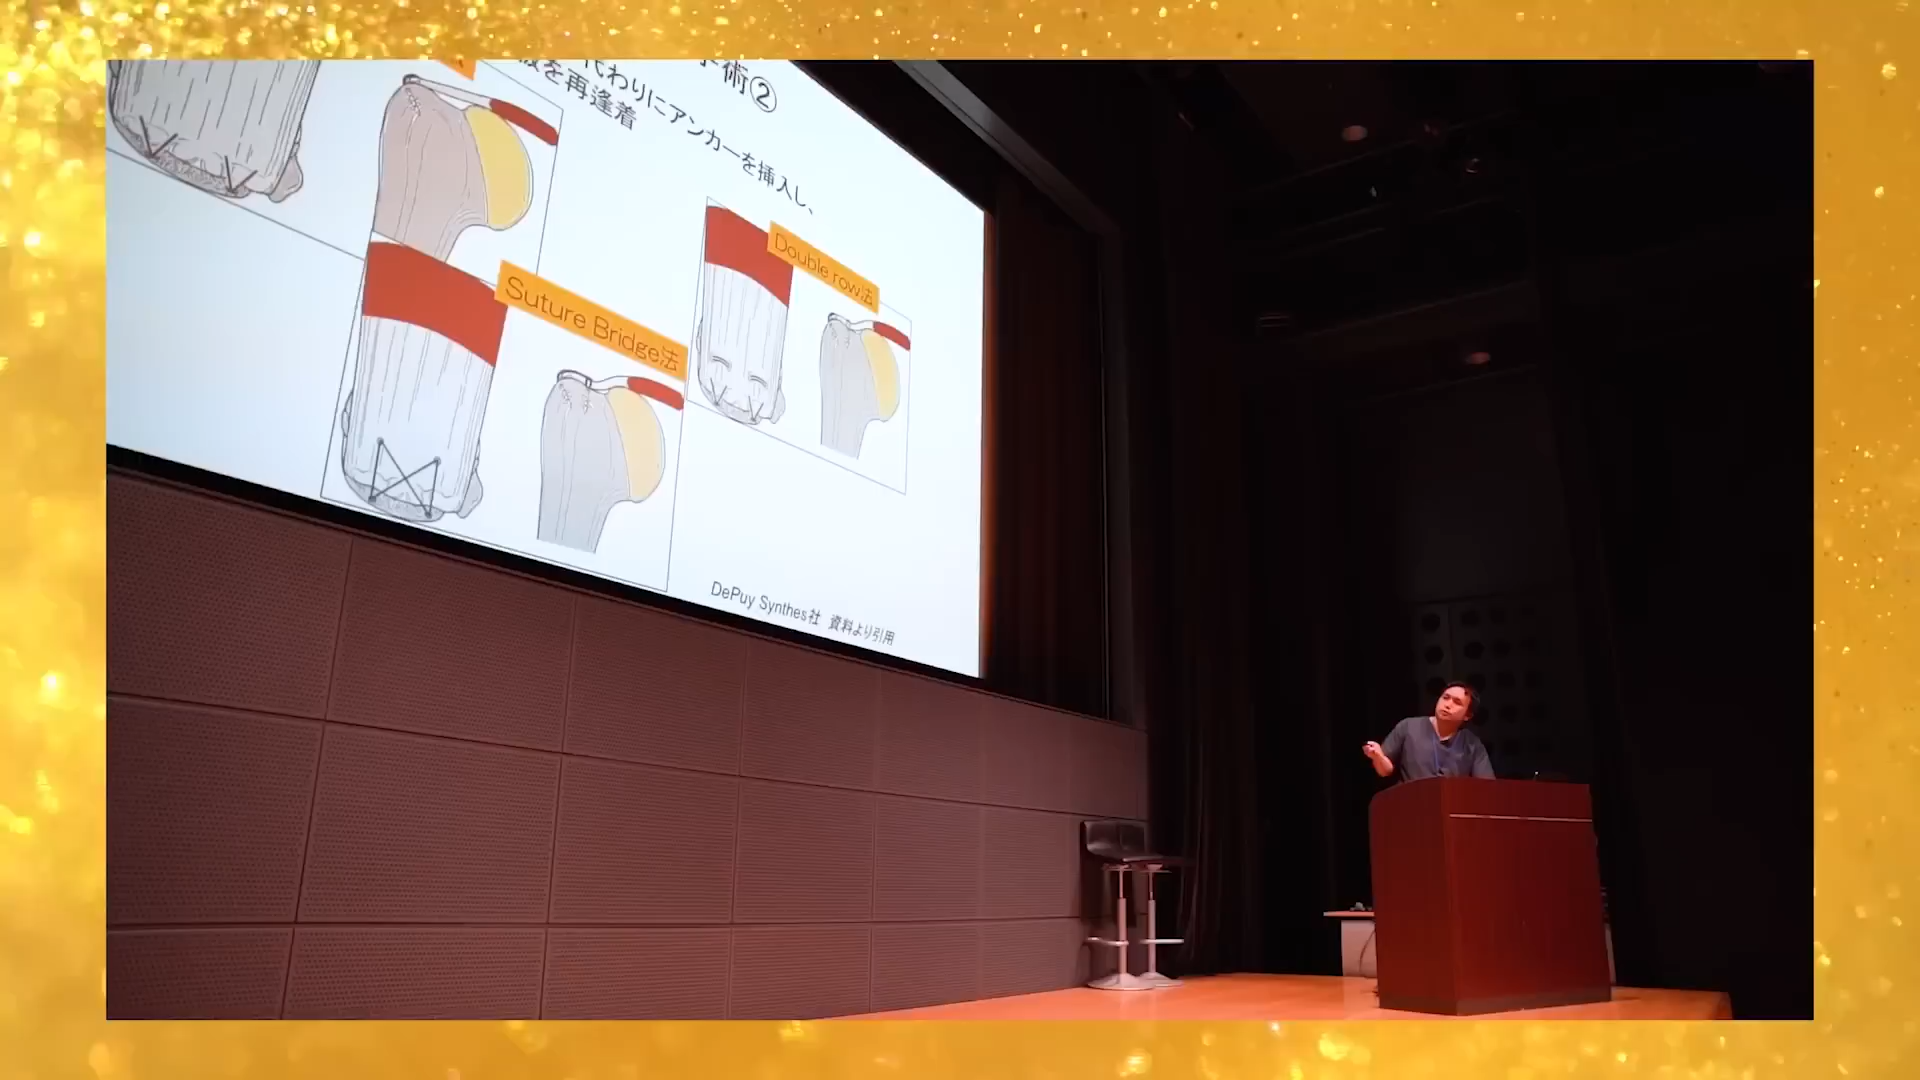 術②
代わりにアンカーを挿入し、
を再逢着
Double row法
Suture Bridge法
DePuy Synthes社 資料より引用